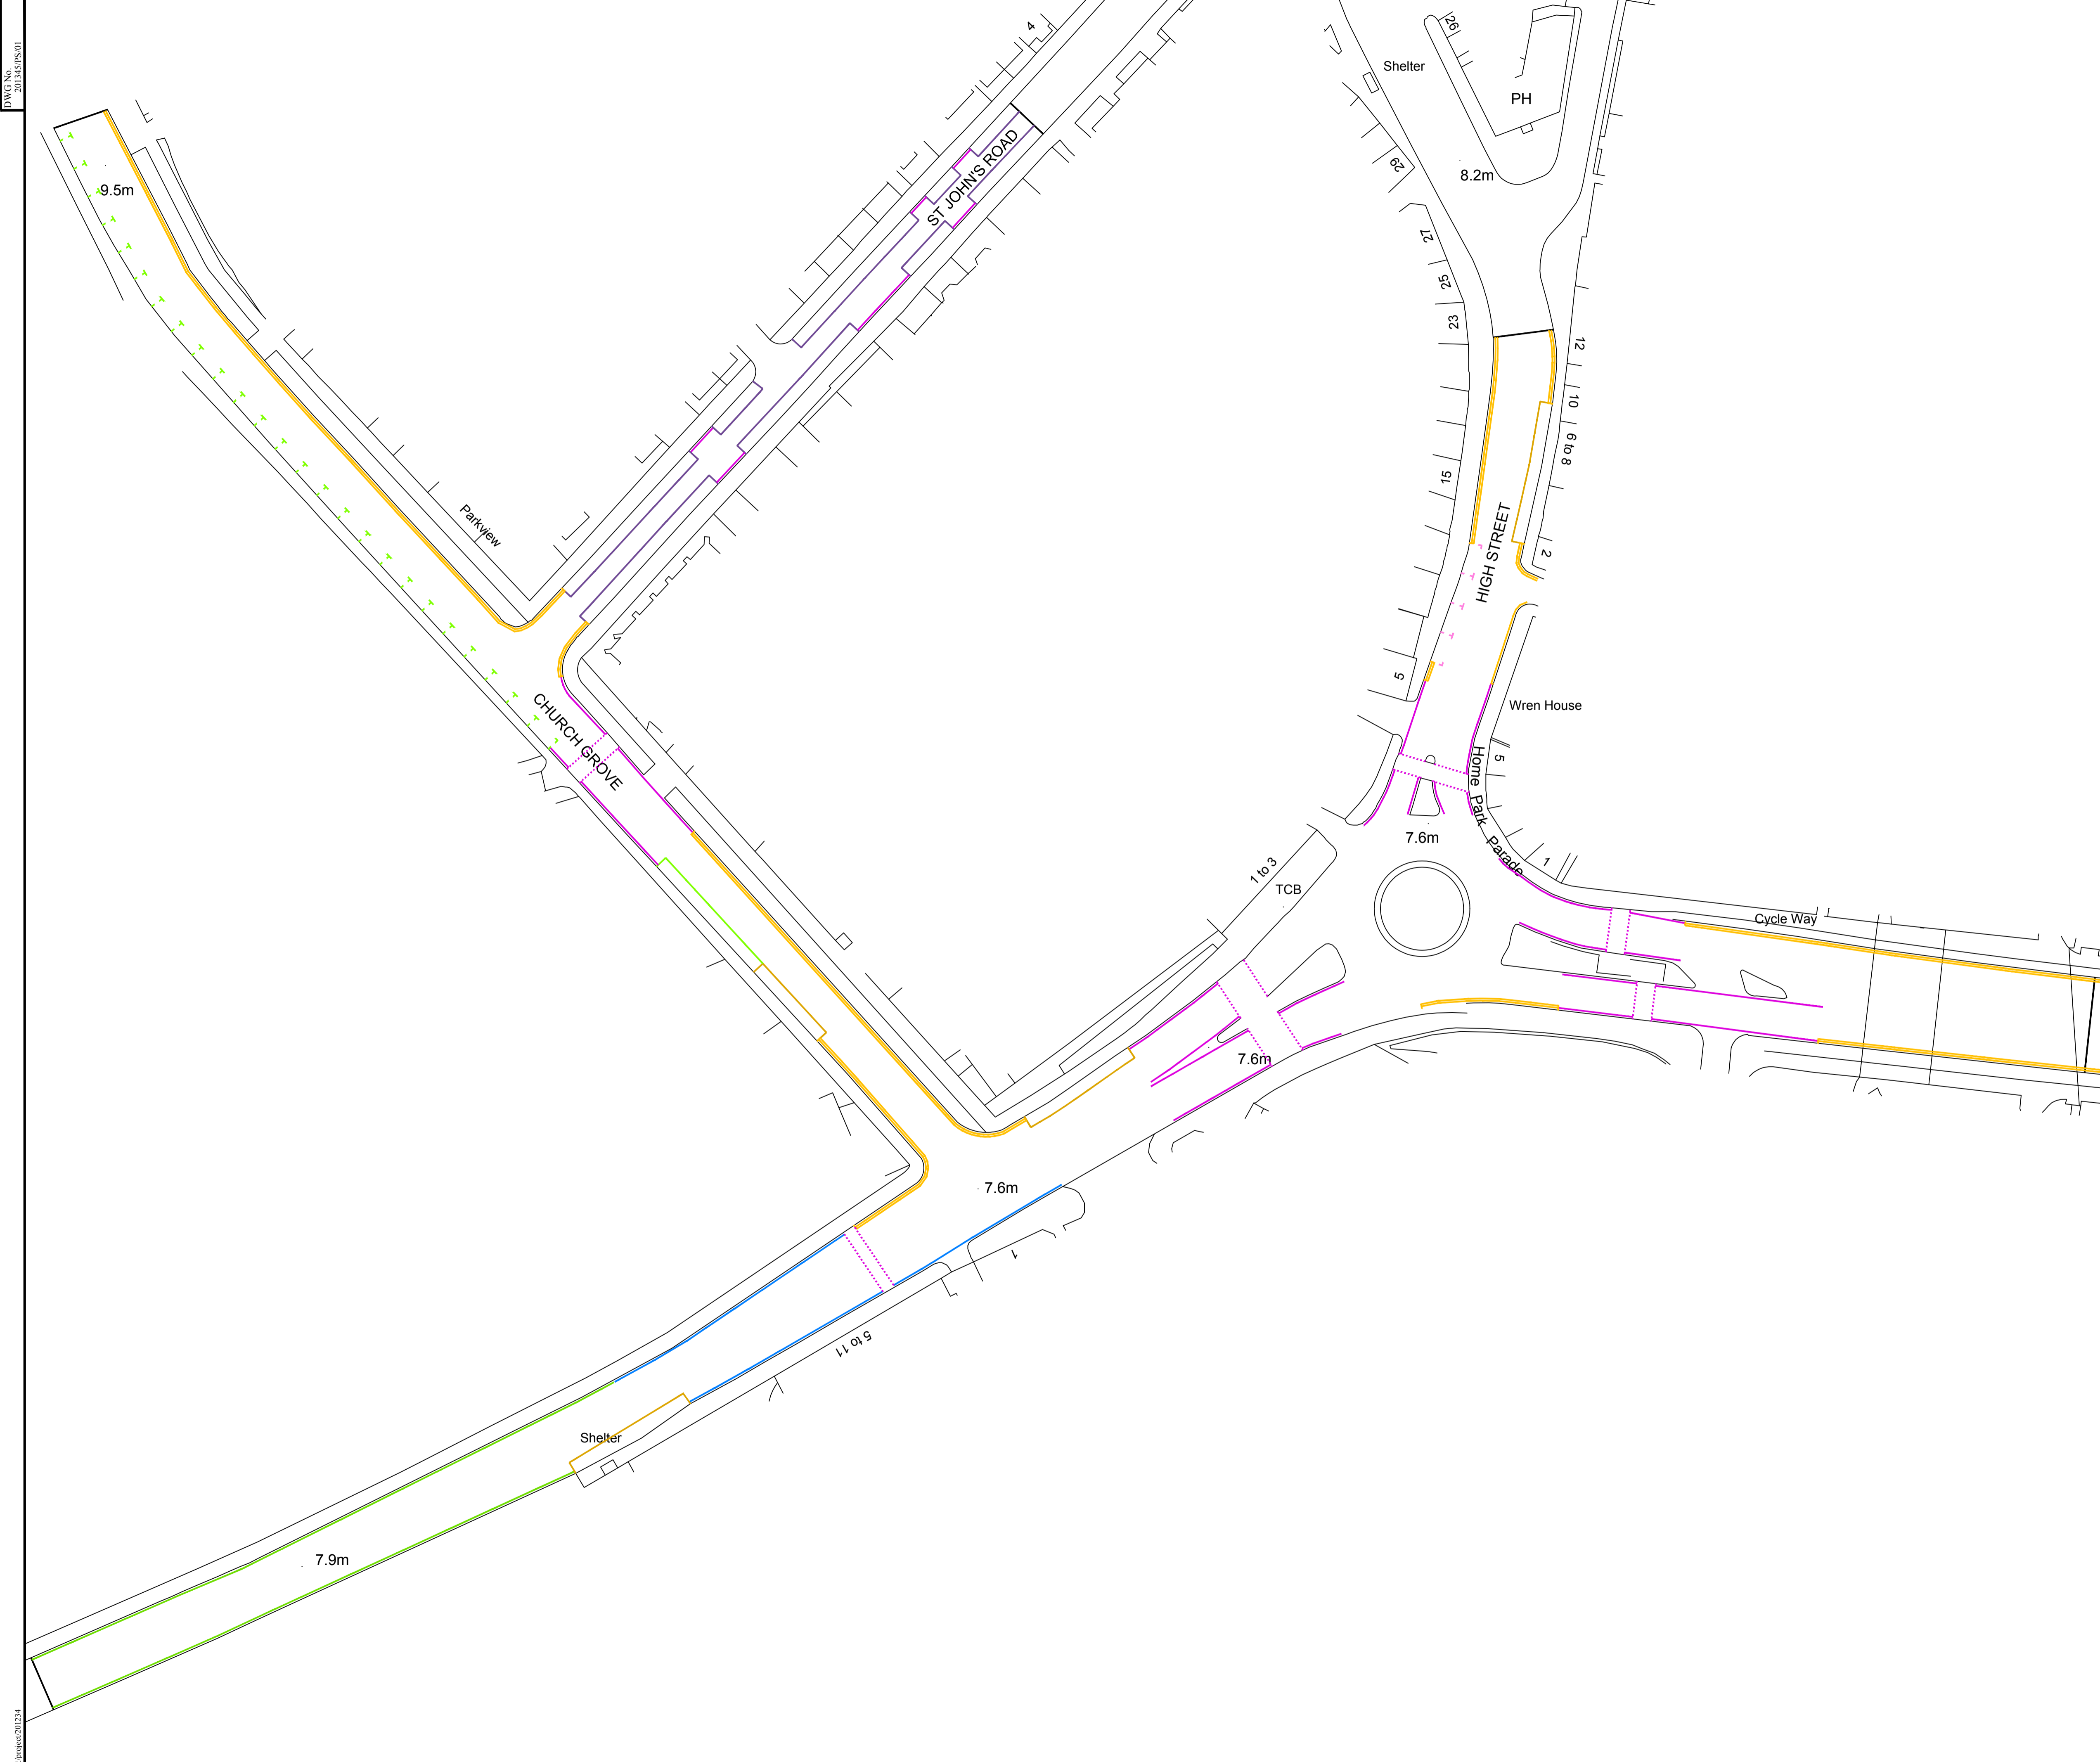 DWG No.
201345/PS/01
4
26
Shelter
PH
9.5m
ST JOHN'S ROAD
29
8.2m
27
25
23
12
10
6 to 8
15
Parkview
HIGH STREET
2
5
Wren House
CHURCH GROVE
Home Park Parade
5
7.6m
1
1 to 3
TCB
Cycle Way
7.6m
7.6m
1
5 to 11
Shelter
7.9m